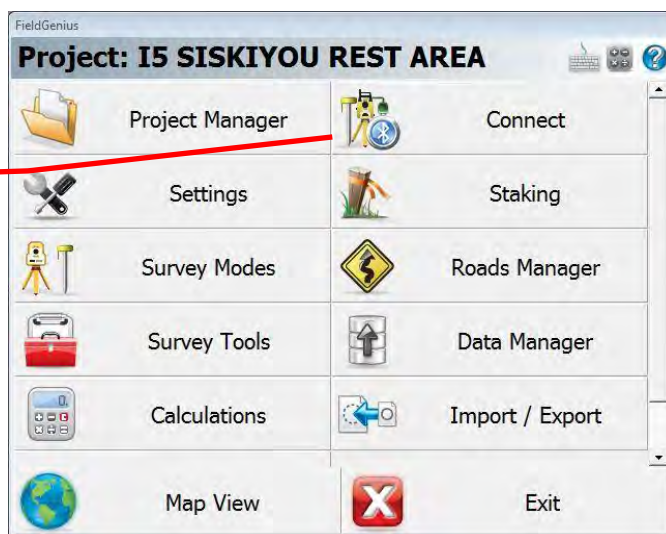 FieldGenius
Project: I5 SISKIYOU REST AREA
Project Manager
Connect
Settings
Staking
Survey Modes
Roads Manager
Survey Tools
Data Manager
0.
Calculations
Import / Export
Map View
Exit